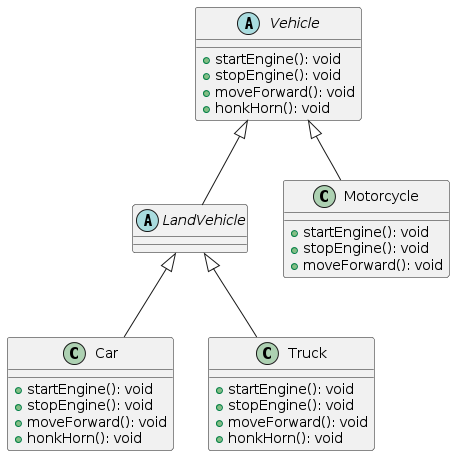 A Vehicle
startEngine(): void
stopEngine(): void
moveForward(): void
honkHorn(): void
A LandVehicle
C Motorcycle
startEngine(): void
stopEngine(): void
moveForward(): void
C Car
startEngine(): void
stopEngine(): void
moveForward(): void
honkHorn(): void
C Truck
startEngine(): void
stopEngine(): void
moveForward(): void
honkHorn(): void